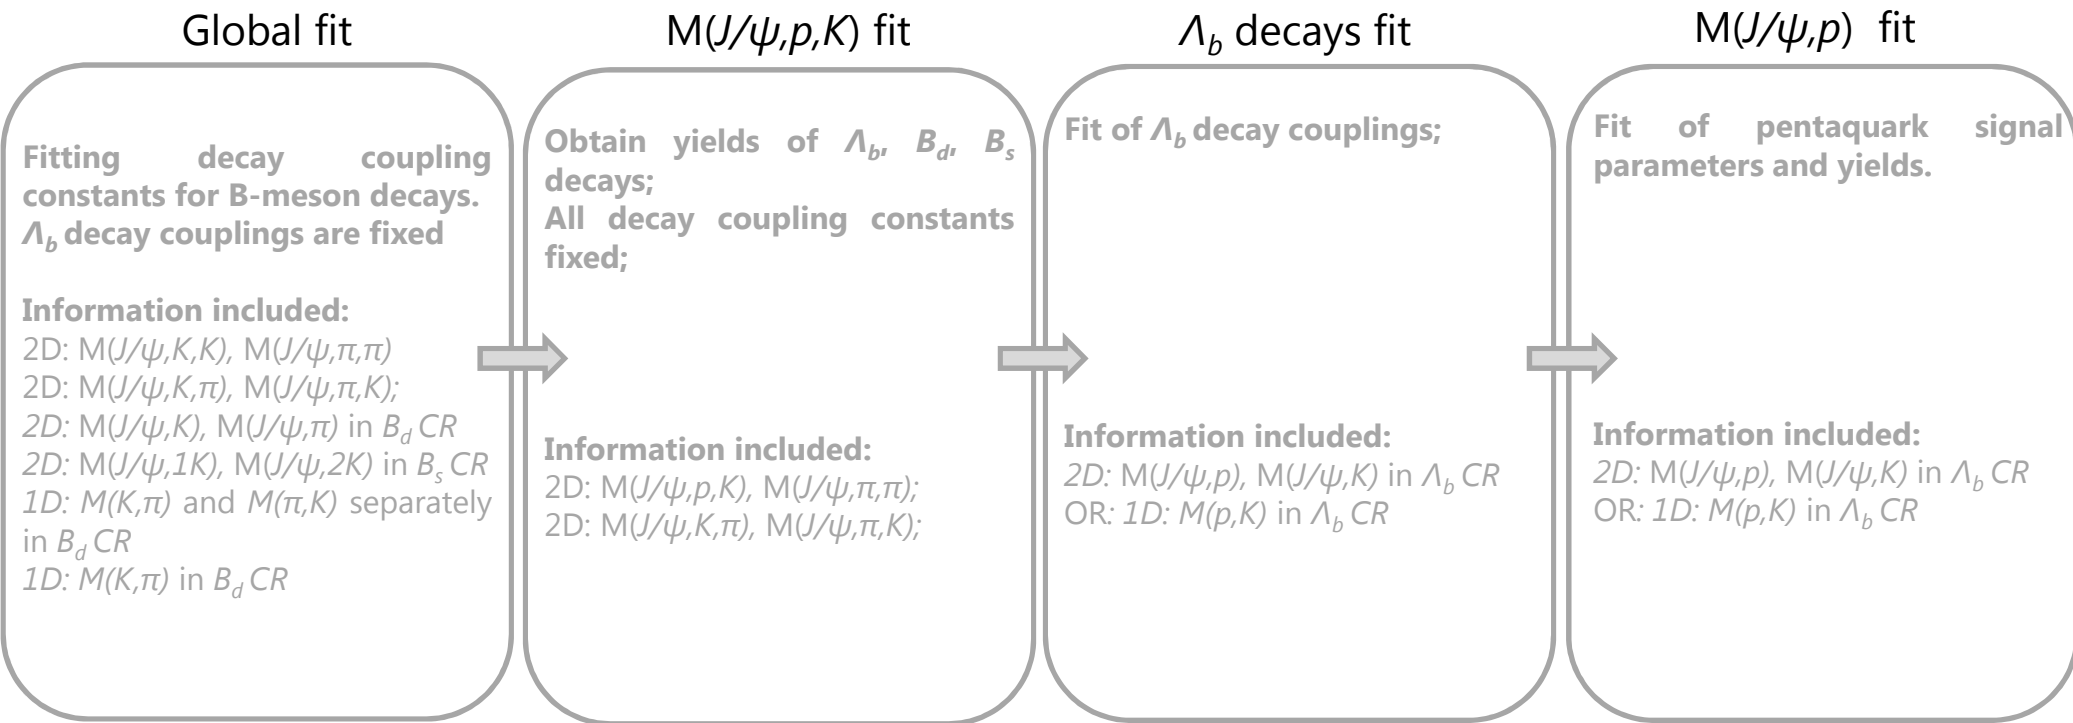 Global fit
Fitting decay coupling
constants for B-meson decays.
Λb decay couplings are fixed
Information included:
2D: M(J/ψ,K,K), M(J/ψ,π,π)
2D: M(J/ψ,K,π), M(J/ψ,π,K);
2D: M(J/ψ,K), M(J/ψ,π) in Bd CR
2D: M(J/ψ,1K), M(J/ψ,2K) in Bs CR
1D: M(K,π) and M(π,K) separately
in Bd CR
1D: M(K,π) in Bd CR
M(J/ψ,p,K) fit
Obtain yields of Λb, Bd, Bs
decays;
All decay coupling constants
fixed;
Information included:
2D: M(J/ψ,p,K), M(J/ψ,π,π);
2D: M(J/ψ,K,π), M(J/ψ,π,K);
Λb decays fit
Fit of Λb decay couplings;
Information included:
2D: M(J/ψ,p), M(J/ψ,K) in Λb CR
OR: 1D: M(p,K) in Λb CR
M(J/ψ,p) fit
Fit of pentaquark signal
parameters and yields.
Information included:
2D: M(J/ψ,p), M(J/ψ,K) in Λb CR
OR: 1D: M(p,K) in Λb CR